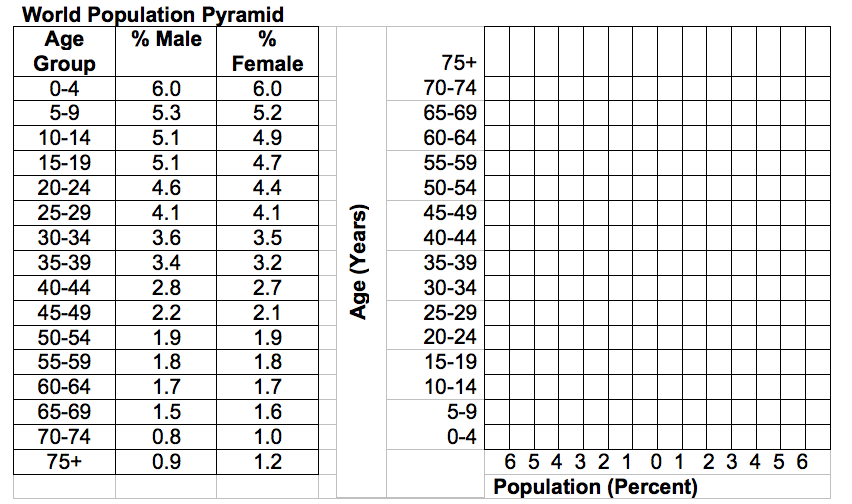 World Population Pyramid
Age Group % Male % Female
0-4 6.0 6.0
5-9 5.3 5.2
10-14 5.1 4.9
15-19 5.1 4.7
20-24 4.6 4.4
25-29 4.1 4.1
30-34 3.6 3.5
35-39 3.4 3.2
40-44 2.8 2.7
45-49 2.2 2.1
50-54 1.9 1.9
55-59 1.8 1.8
60-64 1.7 1.7
65-69 1.5 1.6
70-74 0.8 1.0
75+ 0.9 1.2
Age (Years)
75+
70-74
65-69
60-64
55-59
50-54
45-49
40-44
35-39
30-34
25-29
20-24
15-19
10-14
5-9
0-4
6 5 4 3 2 1 0 1 2 3 4 5 6
Population (Percent)